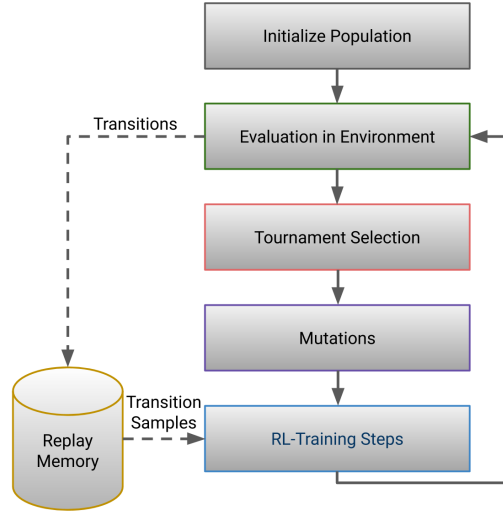 Initialize Population
Transitions
Evaluation in Environment
Tournament Selection
Mutations
Transition
Samples
Replay
Memory
RL-Training Steps